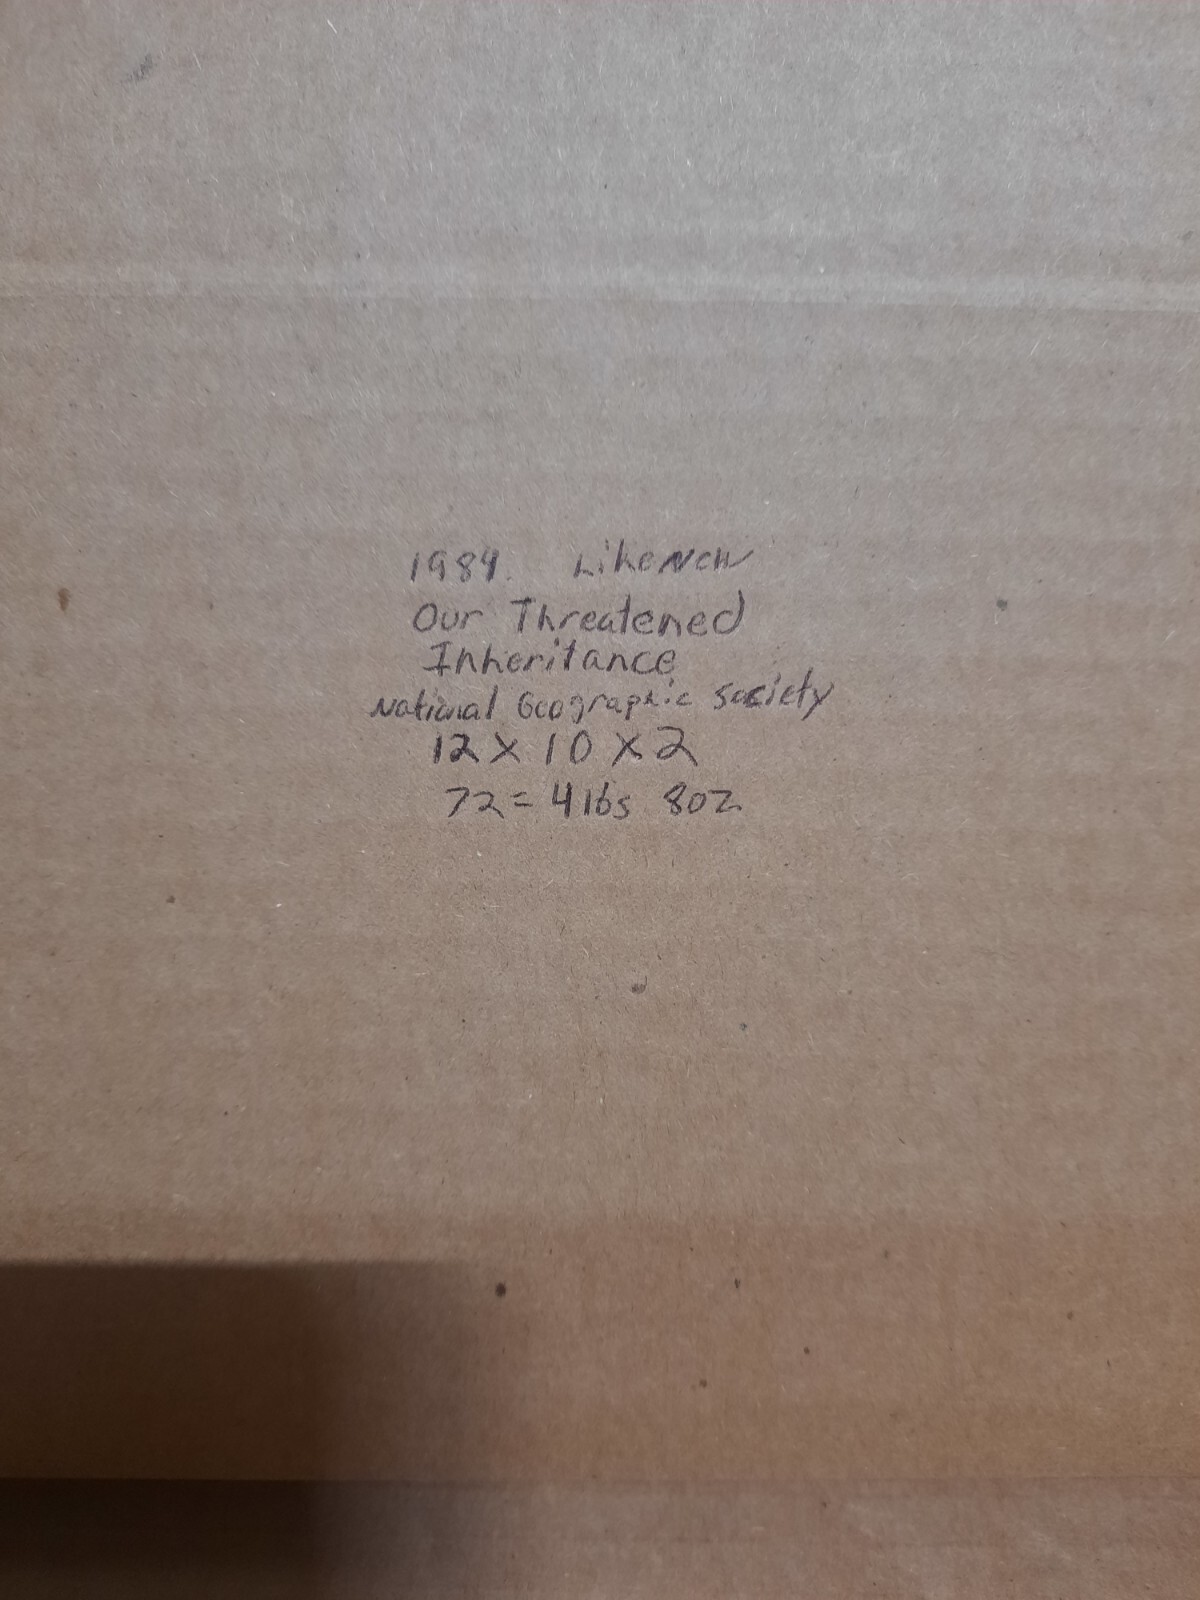 1984. Like New
Our Threatened
Inheritance
National Geographic Society
12 x 10 x 2
72 = 4 lbs 8oz